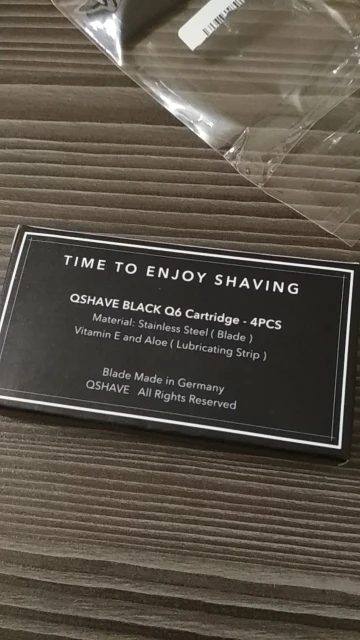 TIME TO ENJOY SHAVING
QSHAVE BLACK Q6 Cartridge - 4PCS
Material: Stainless Steel ( Blade )
Vitamin E and Aloe ( Lubricating Strip )
Blade Made in Germany
QSHAVE All Rights Reserved